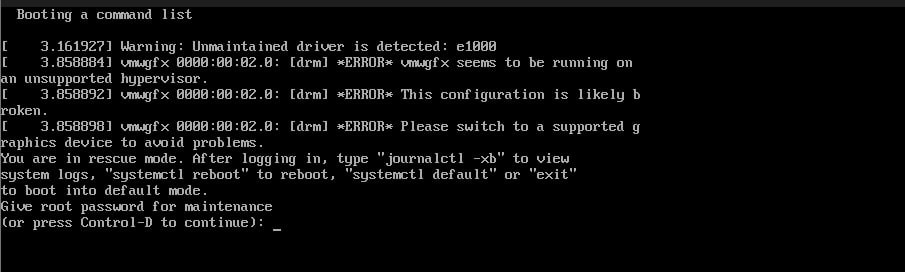 Booting a command list
[    3.161927] Warning: Unmaintained driver is detected: e1000
[    3.858884] vmwgfx 0000:00:02.0: [drm] *ERROR* vmwgfx seems to be running on
an unsupported hypervisor.
[    3.858892] vmwgfx 0000:00:02.0: [drm] *ERROR* This configuration is likely b
roken.
[    3.858898] vmwgfx 0000:00:02.0: [drm] *ERROR* Please switch to a supported g
raphics device to avoid problems.
You are in rescue mode. After logging in, type "journalctl -xb" to view
system logs, "systemctl reboot" to reboot, "systemctl default" or "exit"
to boot into default mode.
Give root password for maintenance
(or press Control-D to continue): _